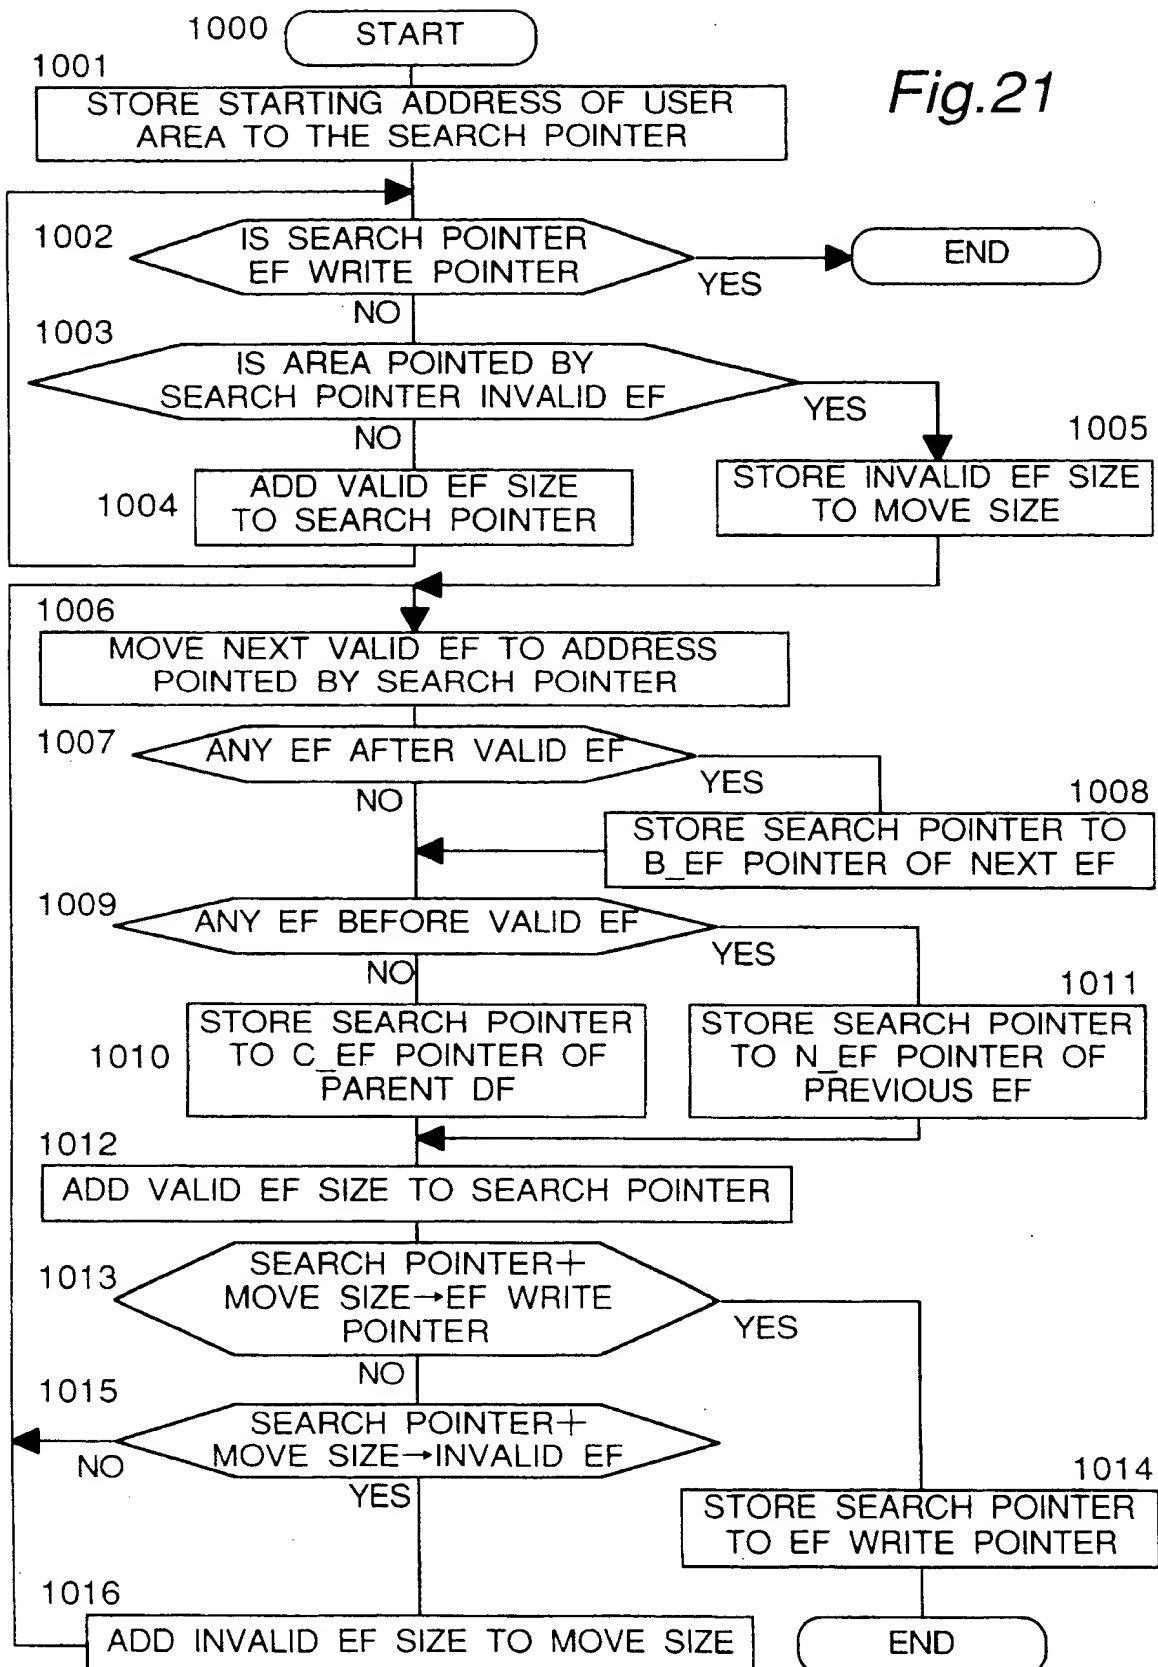 1000
START
Fig.21
1001
STORE STARTING ADDRESS OF USER
AREA TO THE SEARCH POINTER
1002
IS SEARCH POINTER
EF WRITE POINTER
YES
END
NO
1003
IS AREA POINTED BY
SEARCH POINTER INVALID EF
YES
NO
1004
ADD VALID EF SIZE
TO SEARCH POINTER
1005
STORE INVALID EF SIZE
TO MOVE SIZE
1006
MOVE NEXT VALID EF TO ADDRESS
POINTED BY SEARCH POINTER
1007
ANY EF AFTER VALID EF
YES
NO
1008
STORE SEARCH POINTER TO
B_EF POINTER OF NEXT EF
1009
ANY EF BEFORE VALID EF
YES
NO
1010
STORE SEARCH POINTER
TO C_EF POINTER OF
PARENT DF
1011
STORE SEARCH POINTER
TO N_EF POINTER OF
PREVIOUS EF
1012
ADD VALID EF SIZE TO SEARCH POINTER
1013
SEARCH POINTER+
MOVE SIZE→EF WRITE
POINTER
YES
NO
1015
SEARCH POINTER+
MOVE SIZE→INVALID EF
NO
YES
1014
STORE SEARCH POINTER
TO EF WRITE POINTER
1016
ADD INVALID EF SIZE TO MOVE SIZE
END